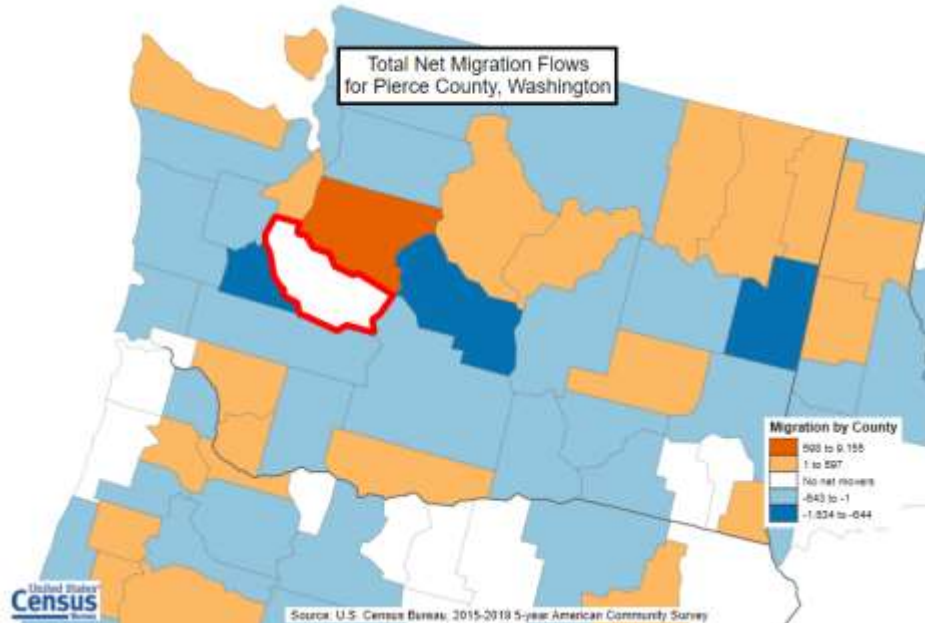 Total Net Migration Flows
for Pierce County, Washington
Migration by County
598 to 9,155
1 to 597
No net movers
-643 to -1
-1,634 to -644
United States
Census
Bureau
Source: U.S. Census Bureau, 2015-2019 5-year American Community Survey